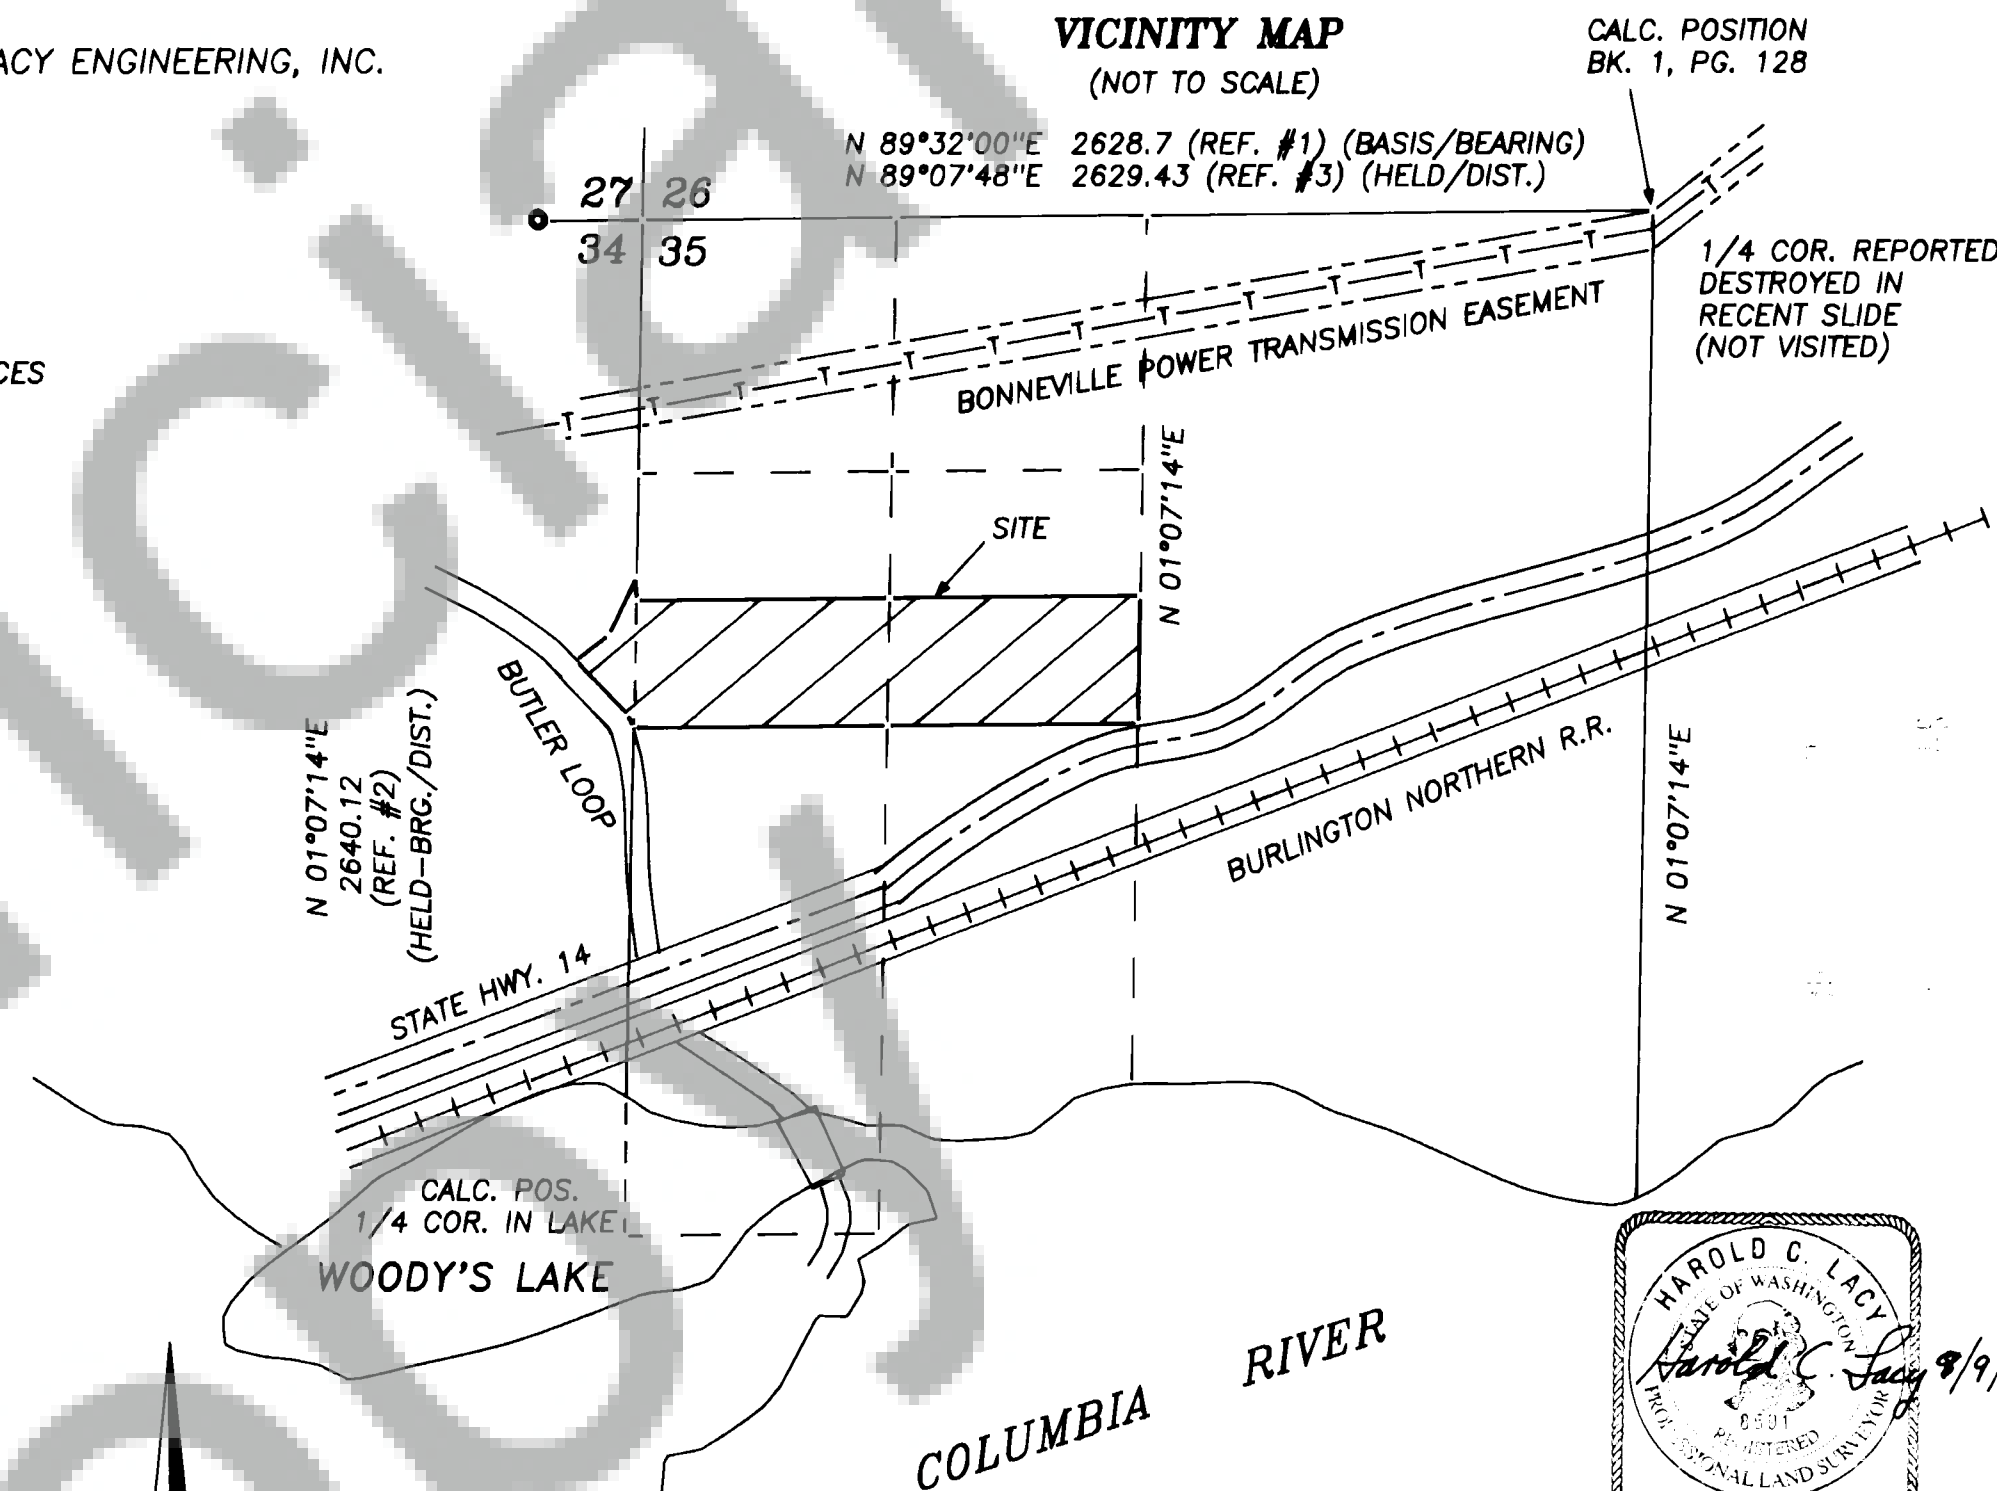 ACY ENGINEERING, INC.
VICINITY MAP
(NOT TO SCALE)
CALC. POSITION
BK. 1, PG. 128
N 89°32'00"E 2628.7 (REF. #1) (BASIS/BEARING)
N 89°07'48"E 2629.43 (REF. #3) (HELD/DIST.)
27 26
34 35
1/4 COR. REPORTED
DESTROYED IN
RECENT SLIDE
(NOT VISITED)
CES
T T T T T T T T T T T T T T
BONNEVILLE POWER TRANSMISSION EASEMENT
N 01°07'14"E
SITE
BUTLER LOOP
N 01°07'14"E
2640.12
(REF. #2)
(HELD-BRG./DIST.)
BURLINGTON NORTHERN R.R.
N 01°07'14"E
STATE HWY. 14
CALC. POS.
1/4 COR. IN LAKE
WOODY'S LAKE
COLUMBIA RIVER
HAROLD C. LACY
STATE OF WASHINGTON
Harold C. Lacy 8/9/
8601
REGISTERED
PROFESSIONAL LAND SURVEYOR